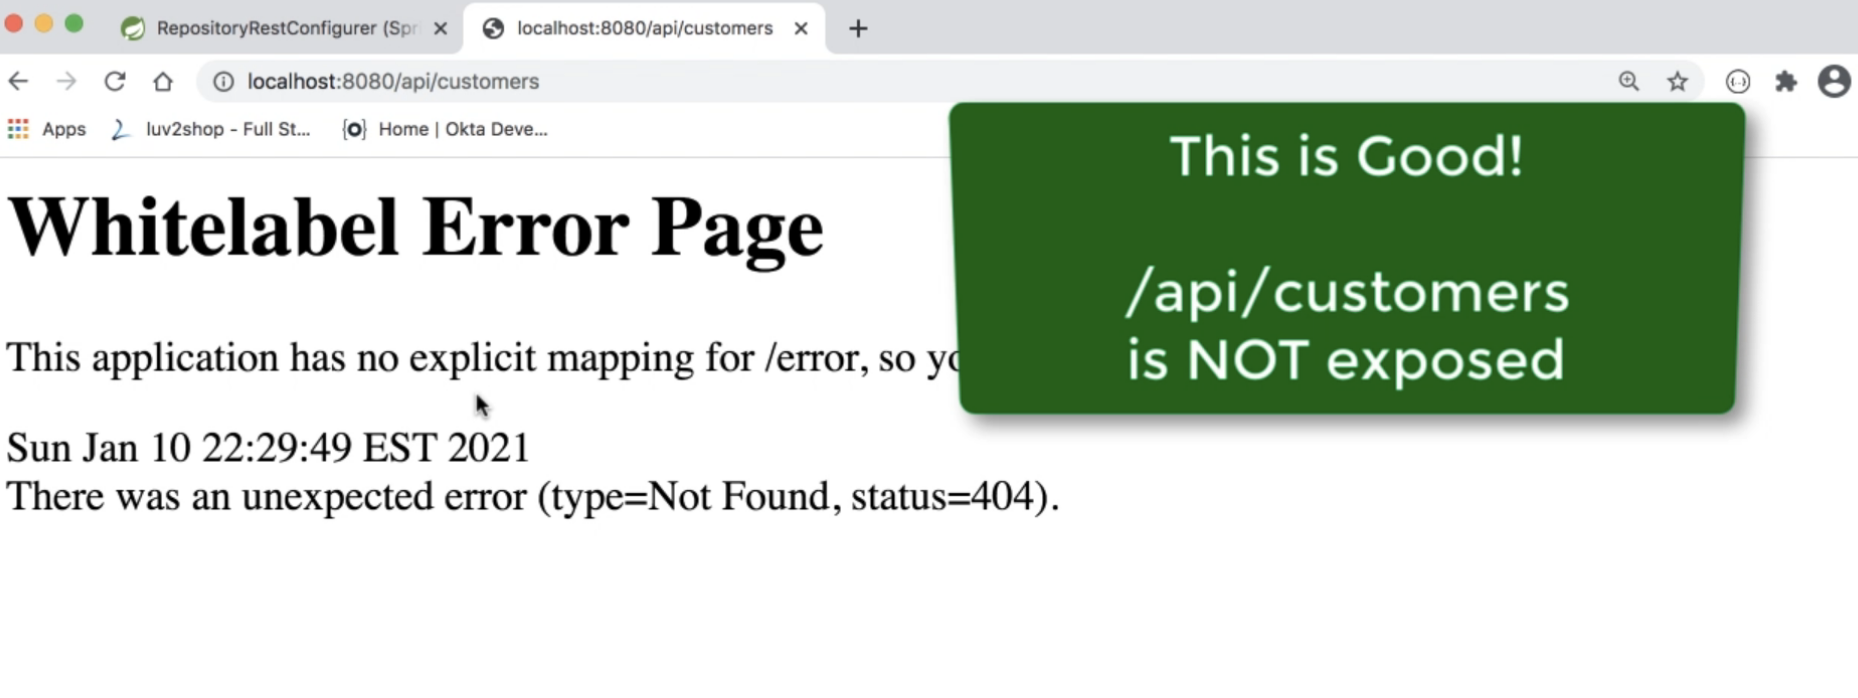 RepositoryRestConfigurer (Spr
localhost:8080/api/customers
localhost:8080/api/customers
Apps
luv2shop - Full St...
Home | Okta Deve...
This is Good!
/api/customers
is NOT exposed
Whitelabel Error Page
This application has no explicit mapping for /error, so yo
Sun Jan 10 22:29:49 EST 2021
There was an unexpected error (type=Not Found, status=404).